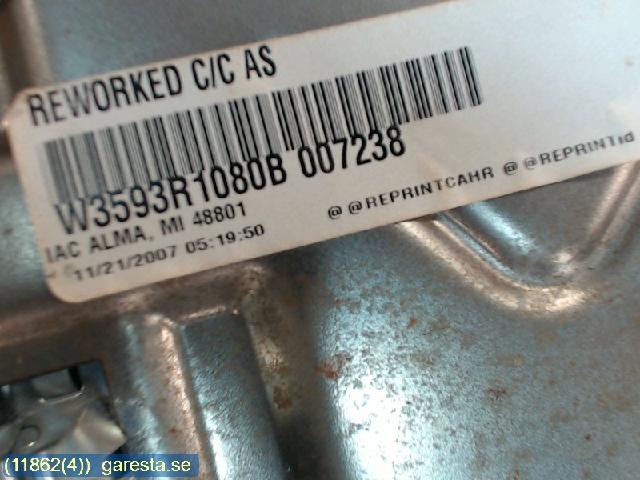 REWORKED C/C AS
W3593R1080B 007238
IAC ALMA, MI 48801 @@REPRINTCAHR @@REPRINTid
11/21/2007 05:19:50
(11862(4)) garesta.se